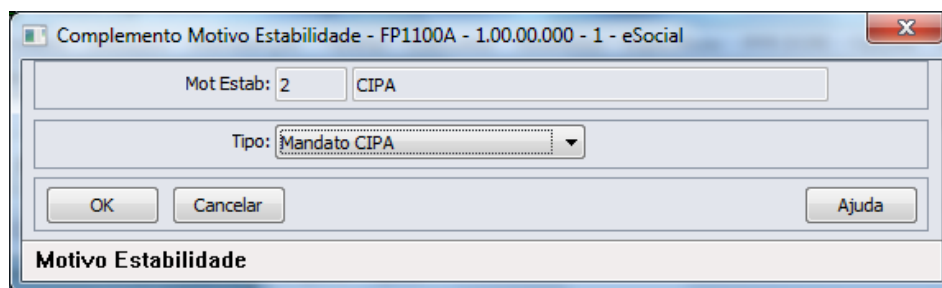 Complemento Motivo Estabilidade - FP1100A - 1.00.00.000 - 1 - eSocial
Mot Estab: 2 CIPA
Tipo: Mandato CIPA
OK Cancelar Ajuda
Motivo Estabilidade